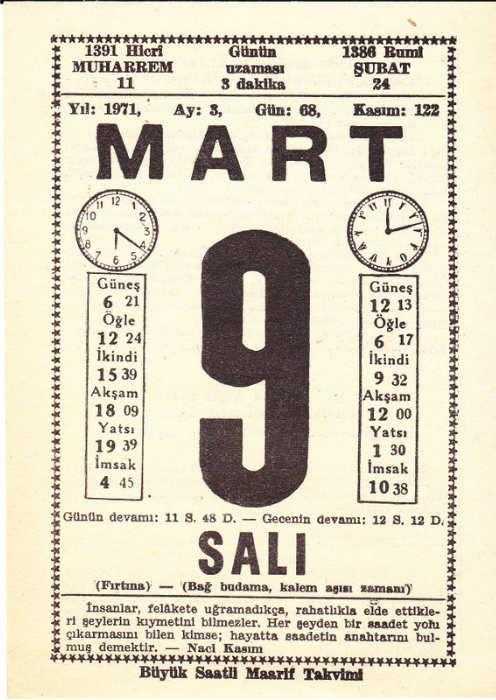 1391 Hicri Günün 1386 Rumi
MUHARREM uzaması ŞUBAT
11 3 dakika 24
Yıl: 1971, Ay: 3, Gün: 68, Kasım: 122
MART
9
Güneş
6 21
Öğle
12 24
İkindi
15 39
Akşam
18 09
Yatsı
19 39
İmsak
4 45
Güneş
12 13
Öğle
6 17
İkindi
9 32
Akşam
12 00
Yatsı
1 30
İmsak
10 38
Günün devamı: 11 S. 48 D. — Gecenin devamı: 12 S. 12 D.
SALI
(Fırtına) — (Bağ budama, kalem aşısı zamanı)
İnsanlar, felâkete uğramadıkça, rahatlıkla elde ettikle-
ri şeylerin kıymetini bilmezler. Her şeyden bir saadet yolu
çıkarmasını bilen kimse; hayatta saadetin anahtarını bul-
muş demektir. — Naci Kasım
Büyük Saatli Maarif Takvimi